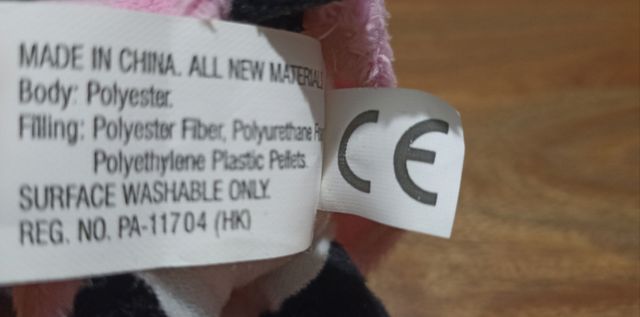 MADE IN CHINA. ALL NEW MATERIAL
Body: Polyester.
Filling: Polyester Fiber, Polyurethane
Polyethylene Plastic Pellets.
SURFACE WASHABLE ONLY.
REG. NO. PA-11704 (HK)
CE